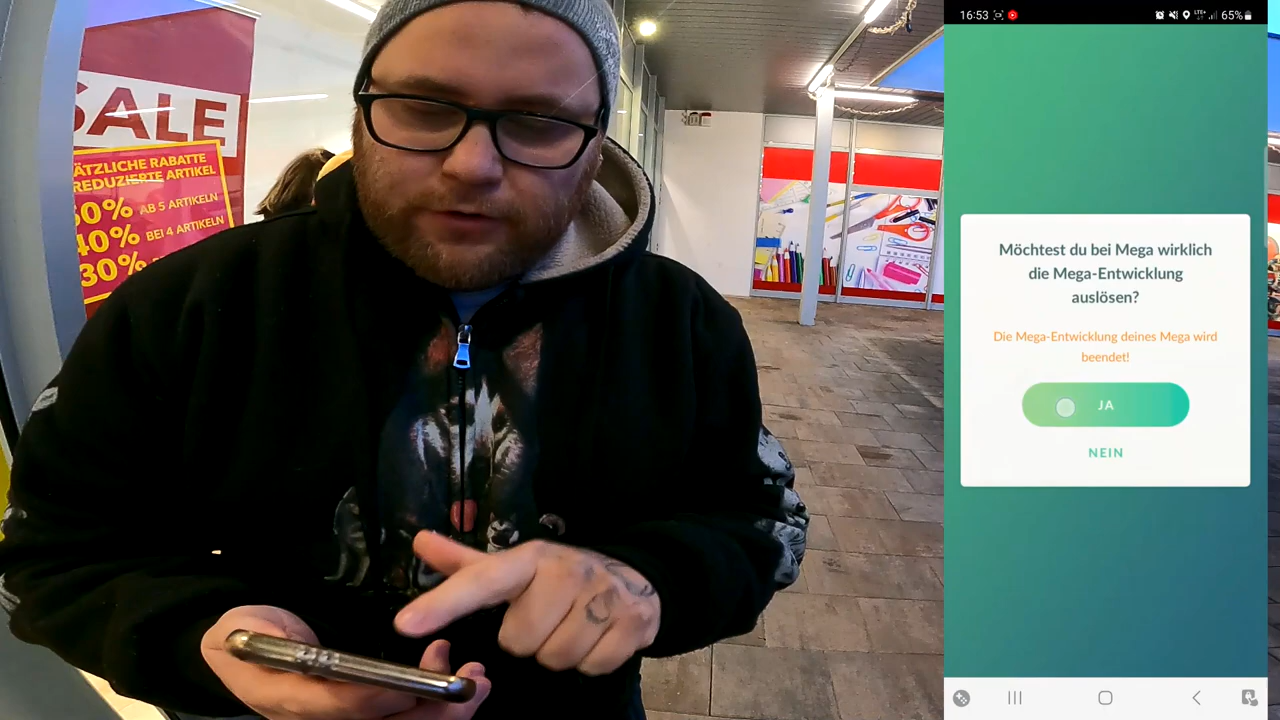 SALE
ÄTZLICHE RABATTE
REDUZIERTE ARTIKEL
50% AB 5 ARTIKELN
40% BEI 4 ARTIKELN
30%
16:53
LTE+
65%
Möchtest du bei Mega wirklich
die Mega-Entwicklung
auslösen?
Die Mega-Entwicklung deines Mega wird
beendet!
JA
NEIN